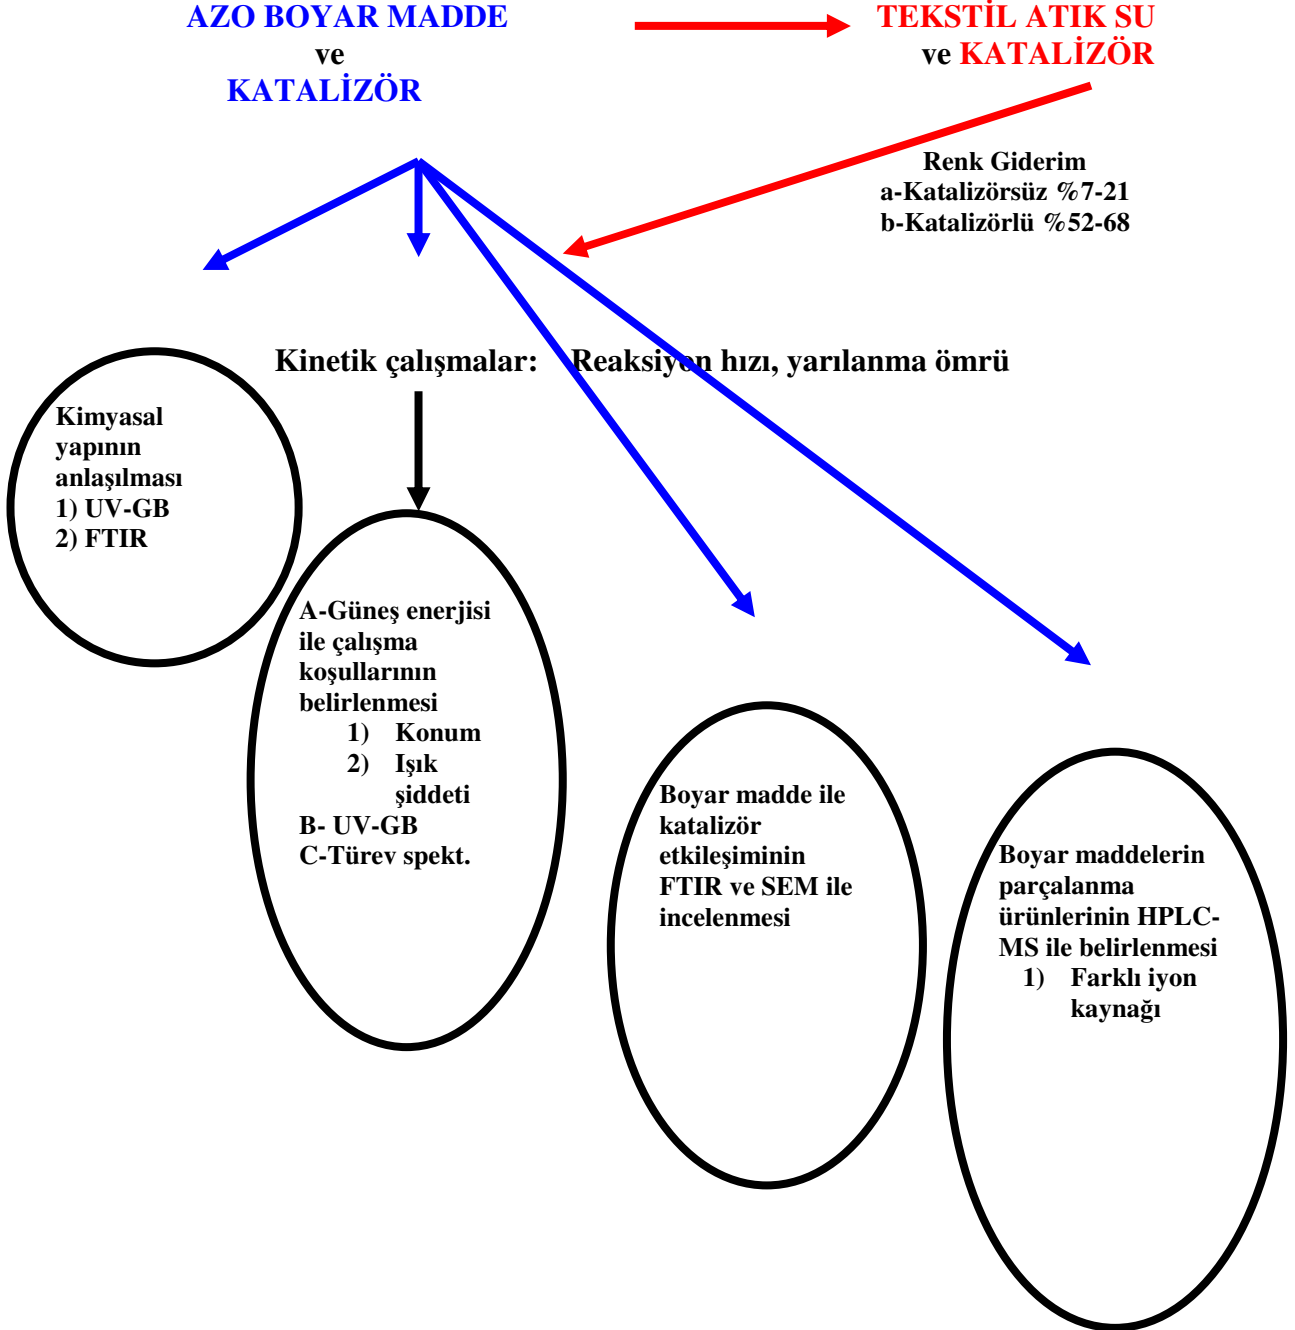 AZO BOYAR MADDE
ve
KATALİZÖR
TEKSTİL ATIK SU
ve KATALİZÖR
Renk Giderim
a-Katalizörsüz %7-21
b-Katalizörlü %52-68
Kinetik çalışmalar: Reaksiyon hızı, yarılanma ömrü
Kimyasal
yapının
anlaşılması
1) UV-GB
2) FTIR
A-Güneş enerjisi
ile çalışma
koşullarının
belirlenmesi
1) Konum
2) Işık
şiddeti
B- UV-GB
C-Türev spekt.
Boyar madde ile
katalizör
etkileşiminin
FTIR ve SEM ile
incelenmesi
Boyar maddelerin
parçalanma
ürünlerinin HPLC-
MS ile belirlenmesi
1) Farklı iyon
kaynağı